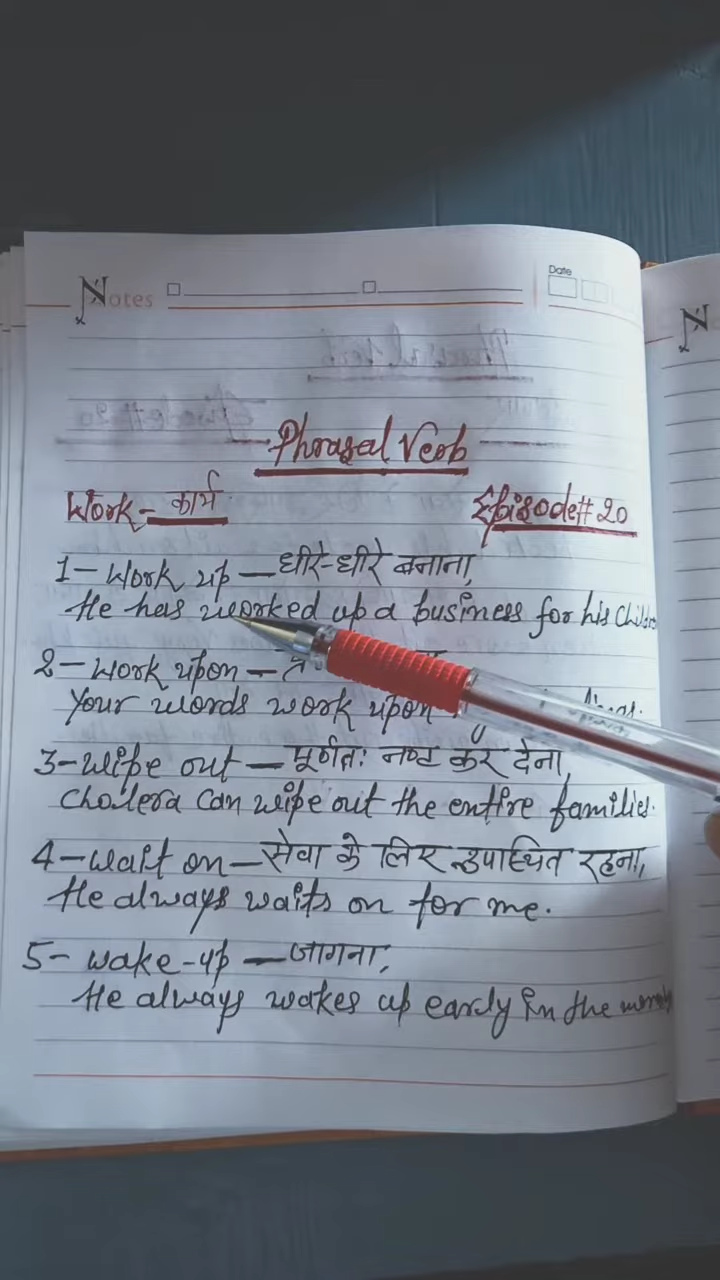 Notes
Date
N
Phrasal Verb
Work - कार्य
Episode # 20
1 - Work up - धीरे-धीरे बनाना,
He has worked up a business for his
2 - work upon -
Your words work upon
3 - wipe out - पूर्णतः नष्ट कर देना,
Cholera can wipe out the entire families.
4 - wait on - सेवा के लिए उपस्थित रहना,
He always waits on for me.
5 - wake-up - जागना,
He always wakes up early in the